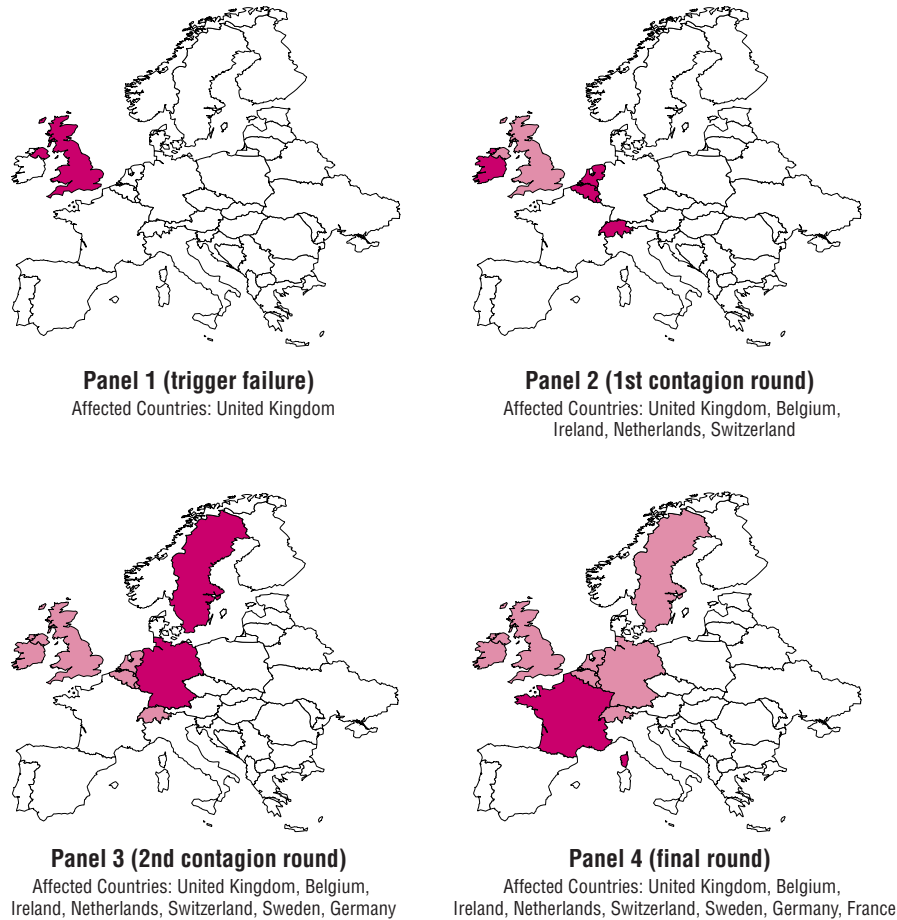 Panel 1 (trigger failure)
Affected Countries: United Kingdom
Panel 2 (1st contagion round)
Affected Countries: United Kingdom, Belgium,
Ireland, Netherlands, Switzerland
Panel 3 (2nd contagion round)
Affected Countries: United Kingdom, Belgium,
Ireland, Netherlands, Switzerland, Sweden, Germany
Panel 4 (final round)
Affected Countries: United Kingdom, Belgium,
Ireland, Netherlands, Switzerland, Sweden, Germany, France